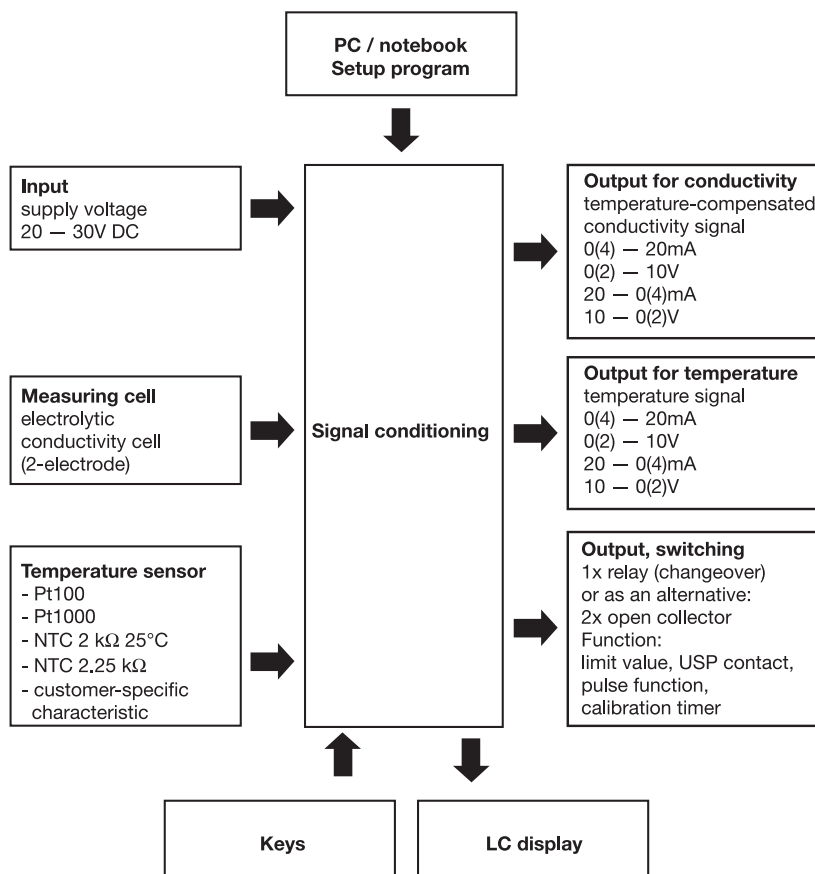 PC / notebook
Setup program
Input
supply voltage
20 — 30V DC
Measuring cell
electrolytic
conductivity cell
(2-electrode)
Temperature sensor
- Pt100
- Pt1000
- NTC 2 kΩ 25°C
- NTC 2.25 kΩ
- customer-specific
characteristic
Signal conditioning
Output for conductivity
temperature-compensated
conductivity signal
0(4) — 20mA
0(2) — 10V
20 — 0(4)mA
10 — 0(2)V
Output for temperature
temperature signal
0(4) — 20mA
0(2) — 10V
20 — 0(4)mA
10 — 0(2)V
Output, switching
1x relay (changeover)
or as an alternative:
2x open collector
Function:
limit value, USP contact,
pulse function,
calibration timer
Keys
LC display